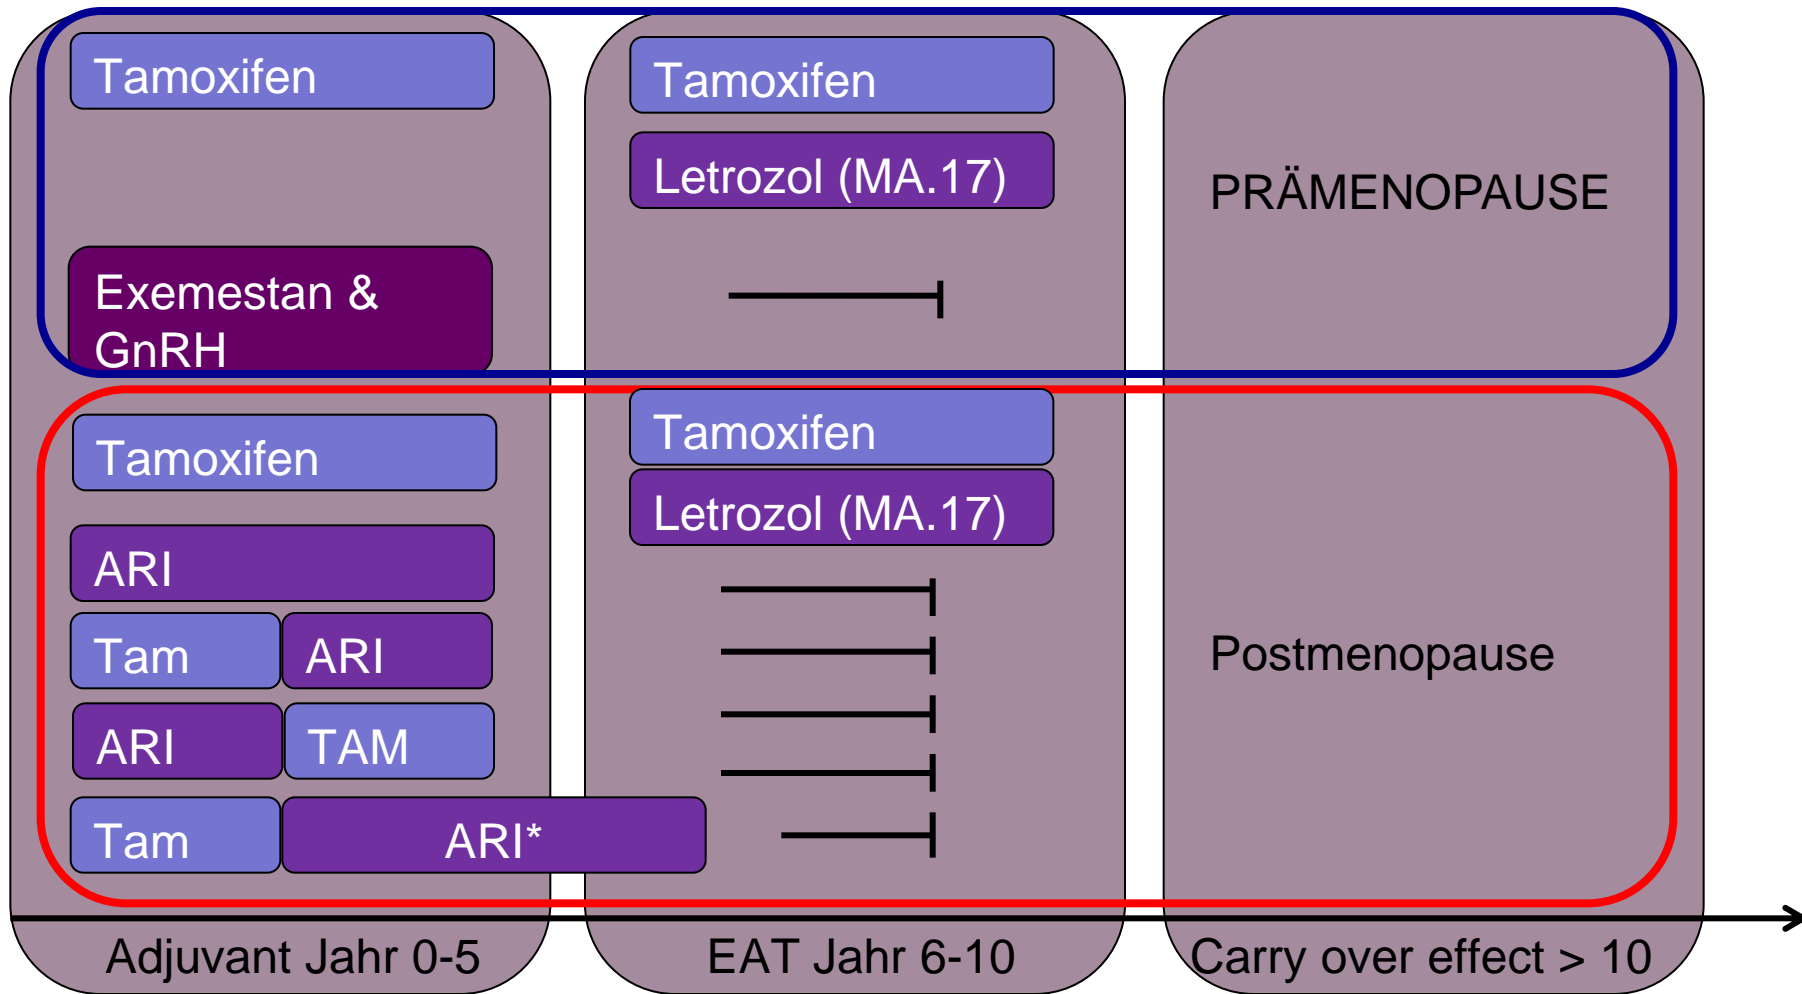 Tamoxifen
Tamoxifen
Letrozol (MA.17)
PRÄMENOPAUSE
Exemestan &
GnRH
Tamoxifen
Tamoxifen
Letrozol (MA.17)
ARI
Tam ARI
Postmenopause
ARI TAM
Tam ARI*
Adjuvant Jahr 0-5 EAT Jahr 6-10 Carry over effect > 10